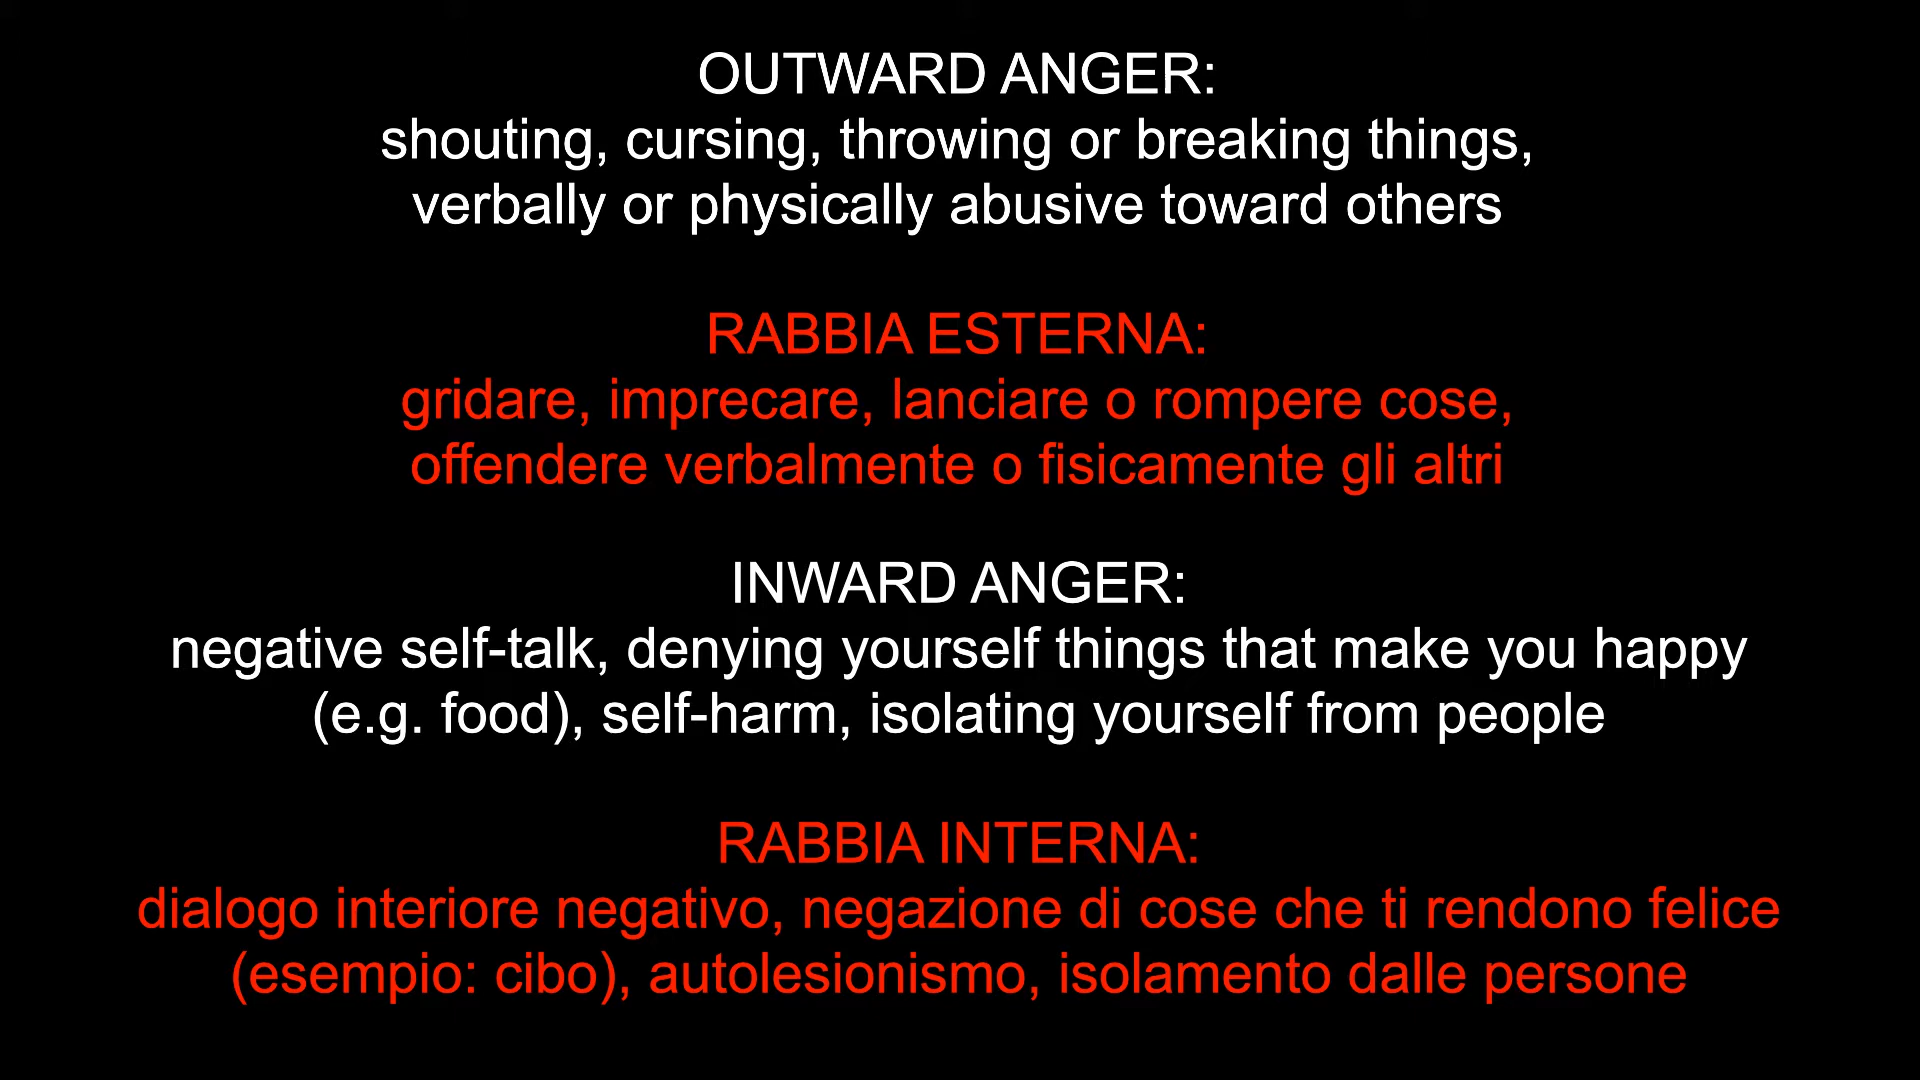 OUTWARD ANGER:
shouting, cursing, throwing or breaking things,
verbally or physically abusive toward others
RABBIA ESTERNA:
gridare, imprecare, lanciare o rompere cose,
offendere verbalmente o fisicamente gli altri
INWARD ANGER:
negative self-talk, denying yourself things that make you happy
(e.g. food), self-harm, isolating yourself from people
RABBIA INTERNA:
dialogo interiore negativo, negazione di cose che ti rendono felice
(esempio: cibo), autolesionismo, isolamento dalle persone